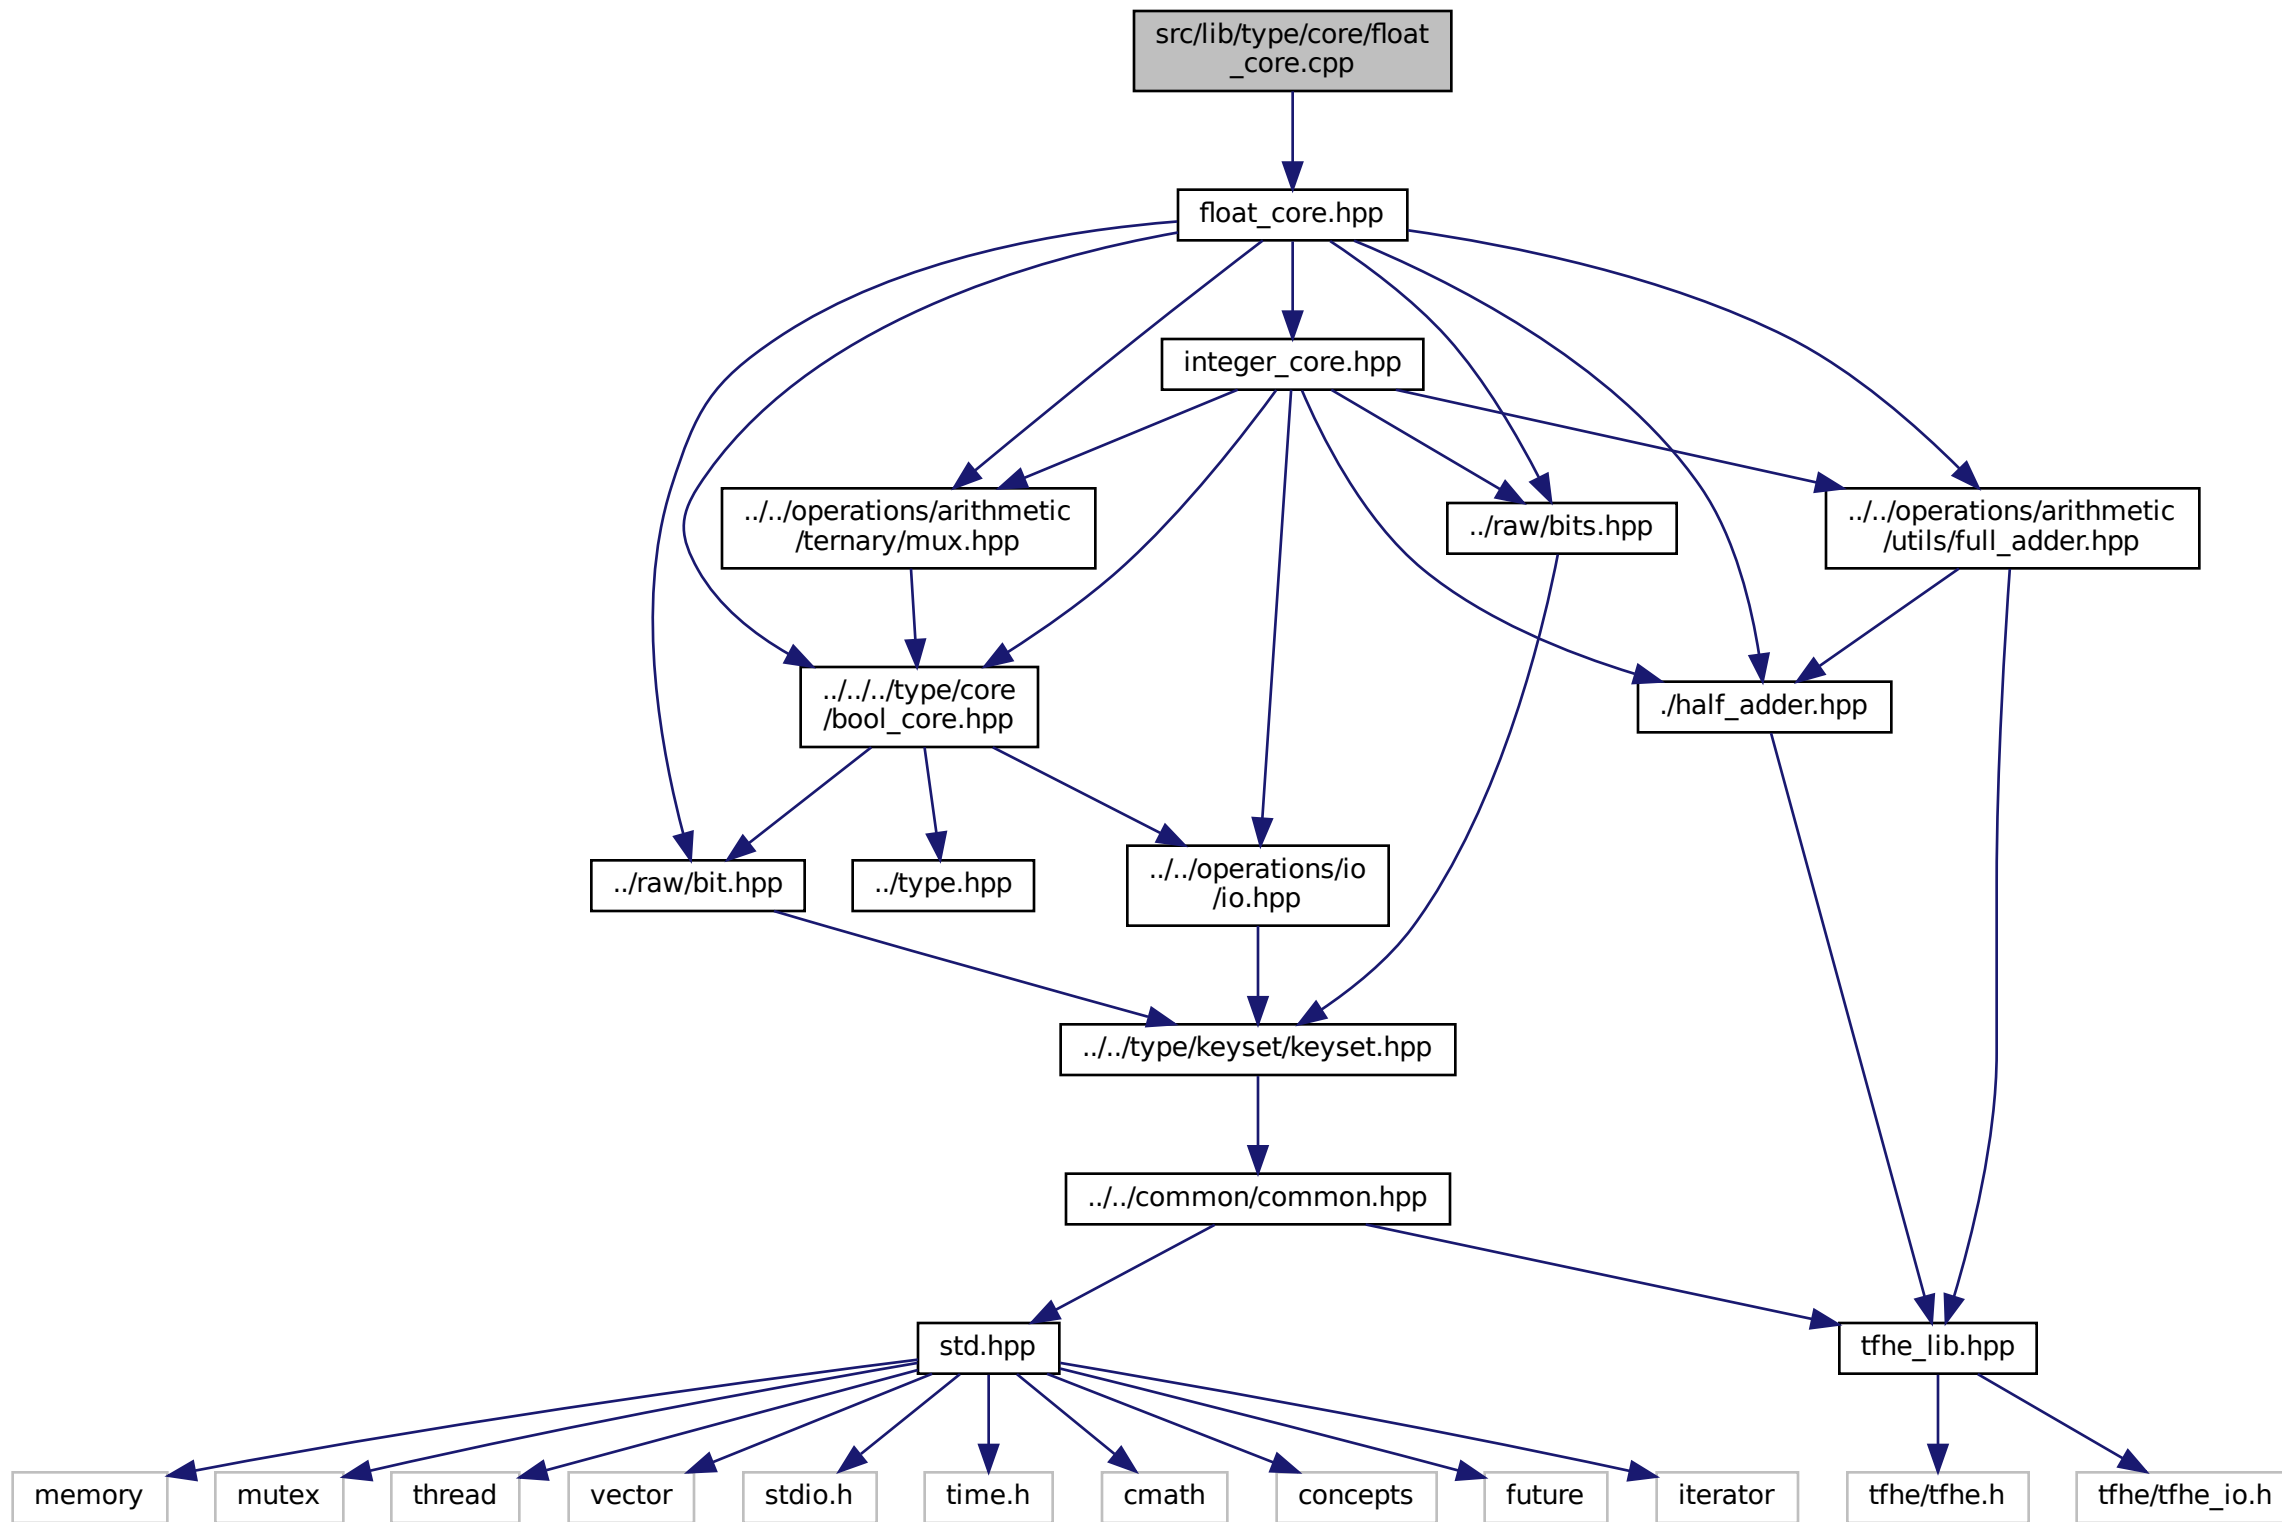 src/lib/type/core/float
_core.cpp
float_core.hpp
integer_core.hpp
../../operations/arithmetic
/ternary/mux.hpp
../raw/bits.hpp
../../operations/arithmetic
/utils/full_adder.hpp
../../../type/core
/bool_core.hpp
./half_adder.hpp
../raw/bit.hpp
../type.hpp
../../operations/io
/io.hpp
../../type/keyset/keyset.hpp
../../common/common.hpp
std.hpp
tfhe_lib.hpp
memory
mutex
thread
vector
stdio.h
time.h
cmath
concepts
future
iterator
tfhe/tfhe.h
tfhe/tfhe_io.h